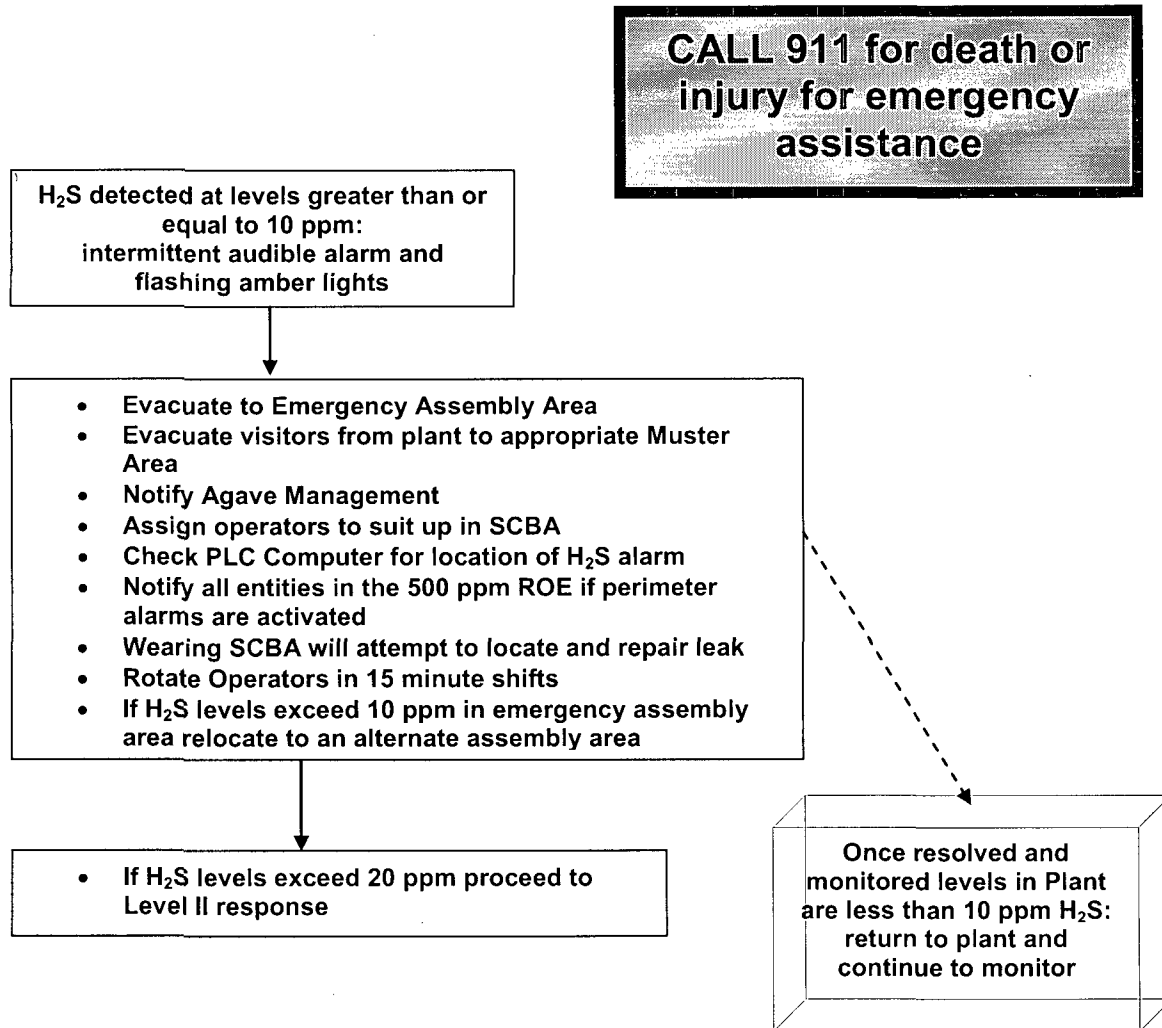 CALL 911 for death or
injury for emergency
assistance
H₂S detected at levels greater than or
equal to 10 ppm:
intermittent audible alarm and
flashing amber lights
• Evacuate to Emergency Assembly Area
• Evacuate visitors from plant to appropriate Muster
Area
• Notify Agave Management
• Assign operators to suit up in SCBA
• Check PLC Computer for location of H₂S alarm
• Notify all entities in the 500 ppm ROE if perimeter
alarms are activated
• Wearing SCBA will attempt to locate and repair leak
• Rotate Operators in 15 minute shifts
• If H₂S levels exceed 10 ppm in emergency assembly
area relocate to an alternate assembly area
• If H₂S levels exceed 20 ppm proceed to
Level II response
Once resolved and
monitored levels in Plant
are less than 10 ppm H₂S:
return to plant and
continue to monitor